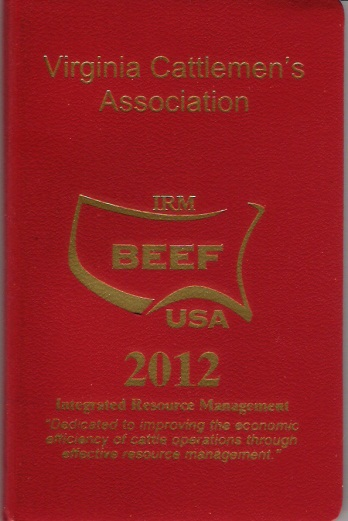 Virginia Cattlemen's
Association
IRM
BEEF
USA
2012
Integrated Resource Management
"Dedicated to improving the economic
efficiency of cattle operations through
effective resource management."